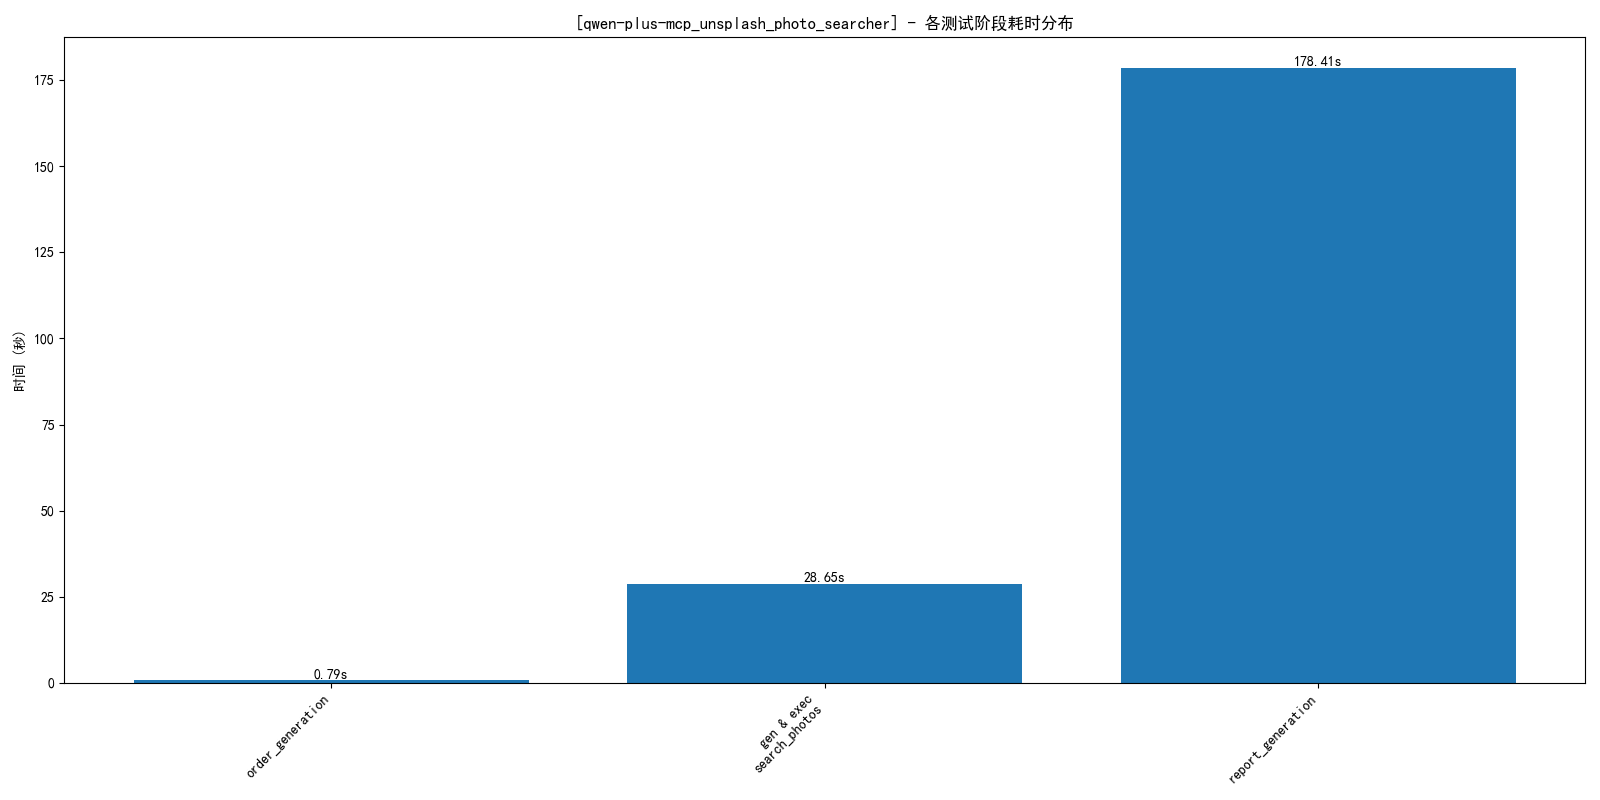 [qwen-plus-mcp_unsplash_photo_searcher] - 各测试阶段耗时分布
时间 (秒)
175
150
125
100
75
50
25
0
0.79s
28.65s
178.41s
order_generation
gen & exec
search_photos
report_generation